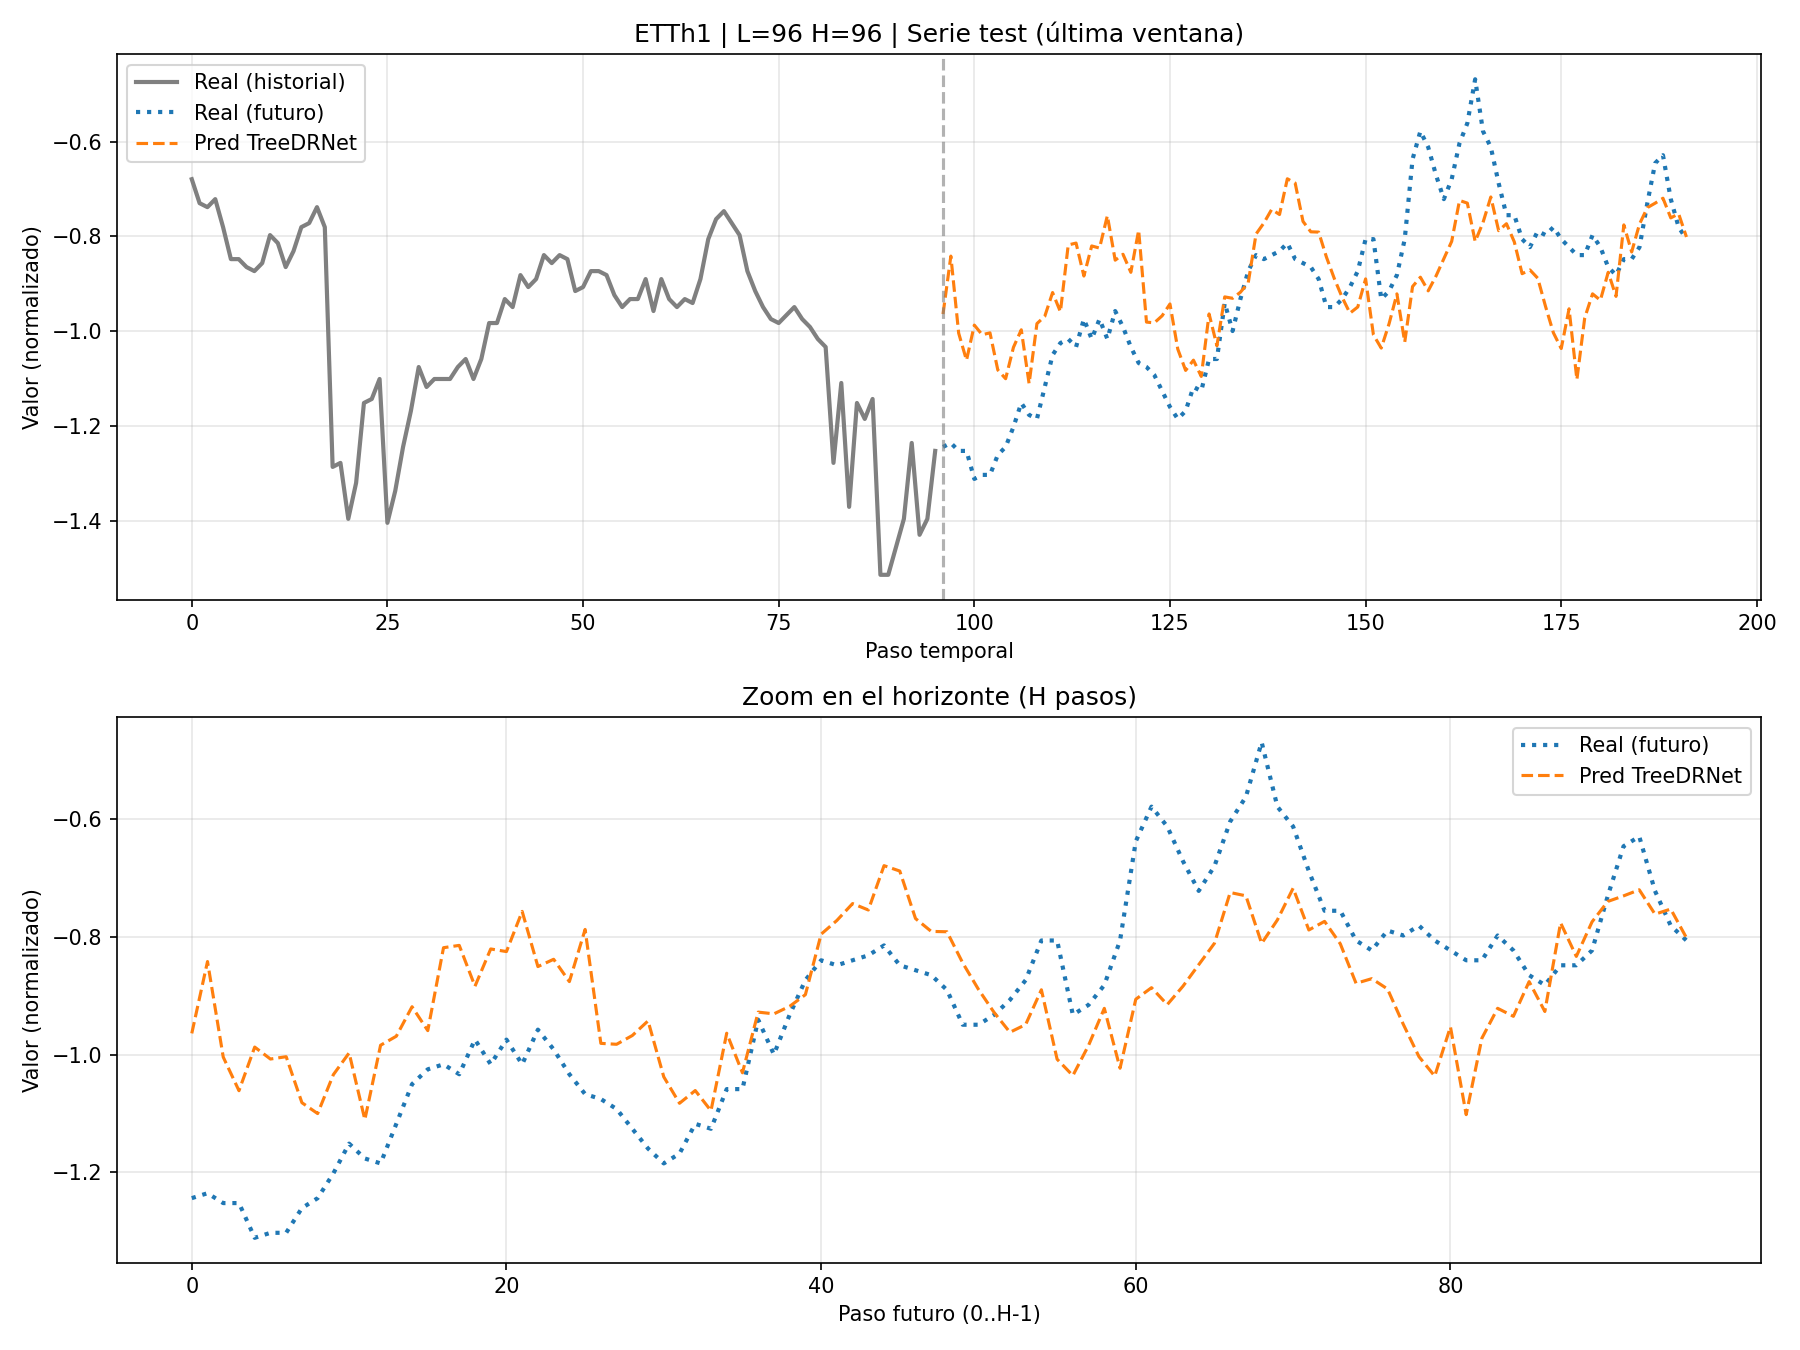 ETTh1 | L=96 H=96 | Serie test (última ventana)
Real (historial)
Real (futuro)
Pred TreeDRNet
Valor (normalizado)
−0.6
−0.8
−1.0
−1.2
−1.4
0 25 50 75 100 125 150 175 200
Paso temporal
Zoom en el horizonte (H pasos)
Real (futuro)
Pred TreeDRNet
Valor (normalizado)
−0.6
−0.8
−1.0
−1.2
0 20 40 60 80
Paso futuro (0..H-1)